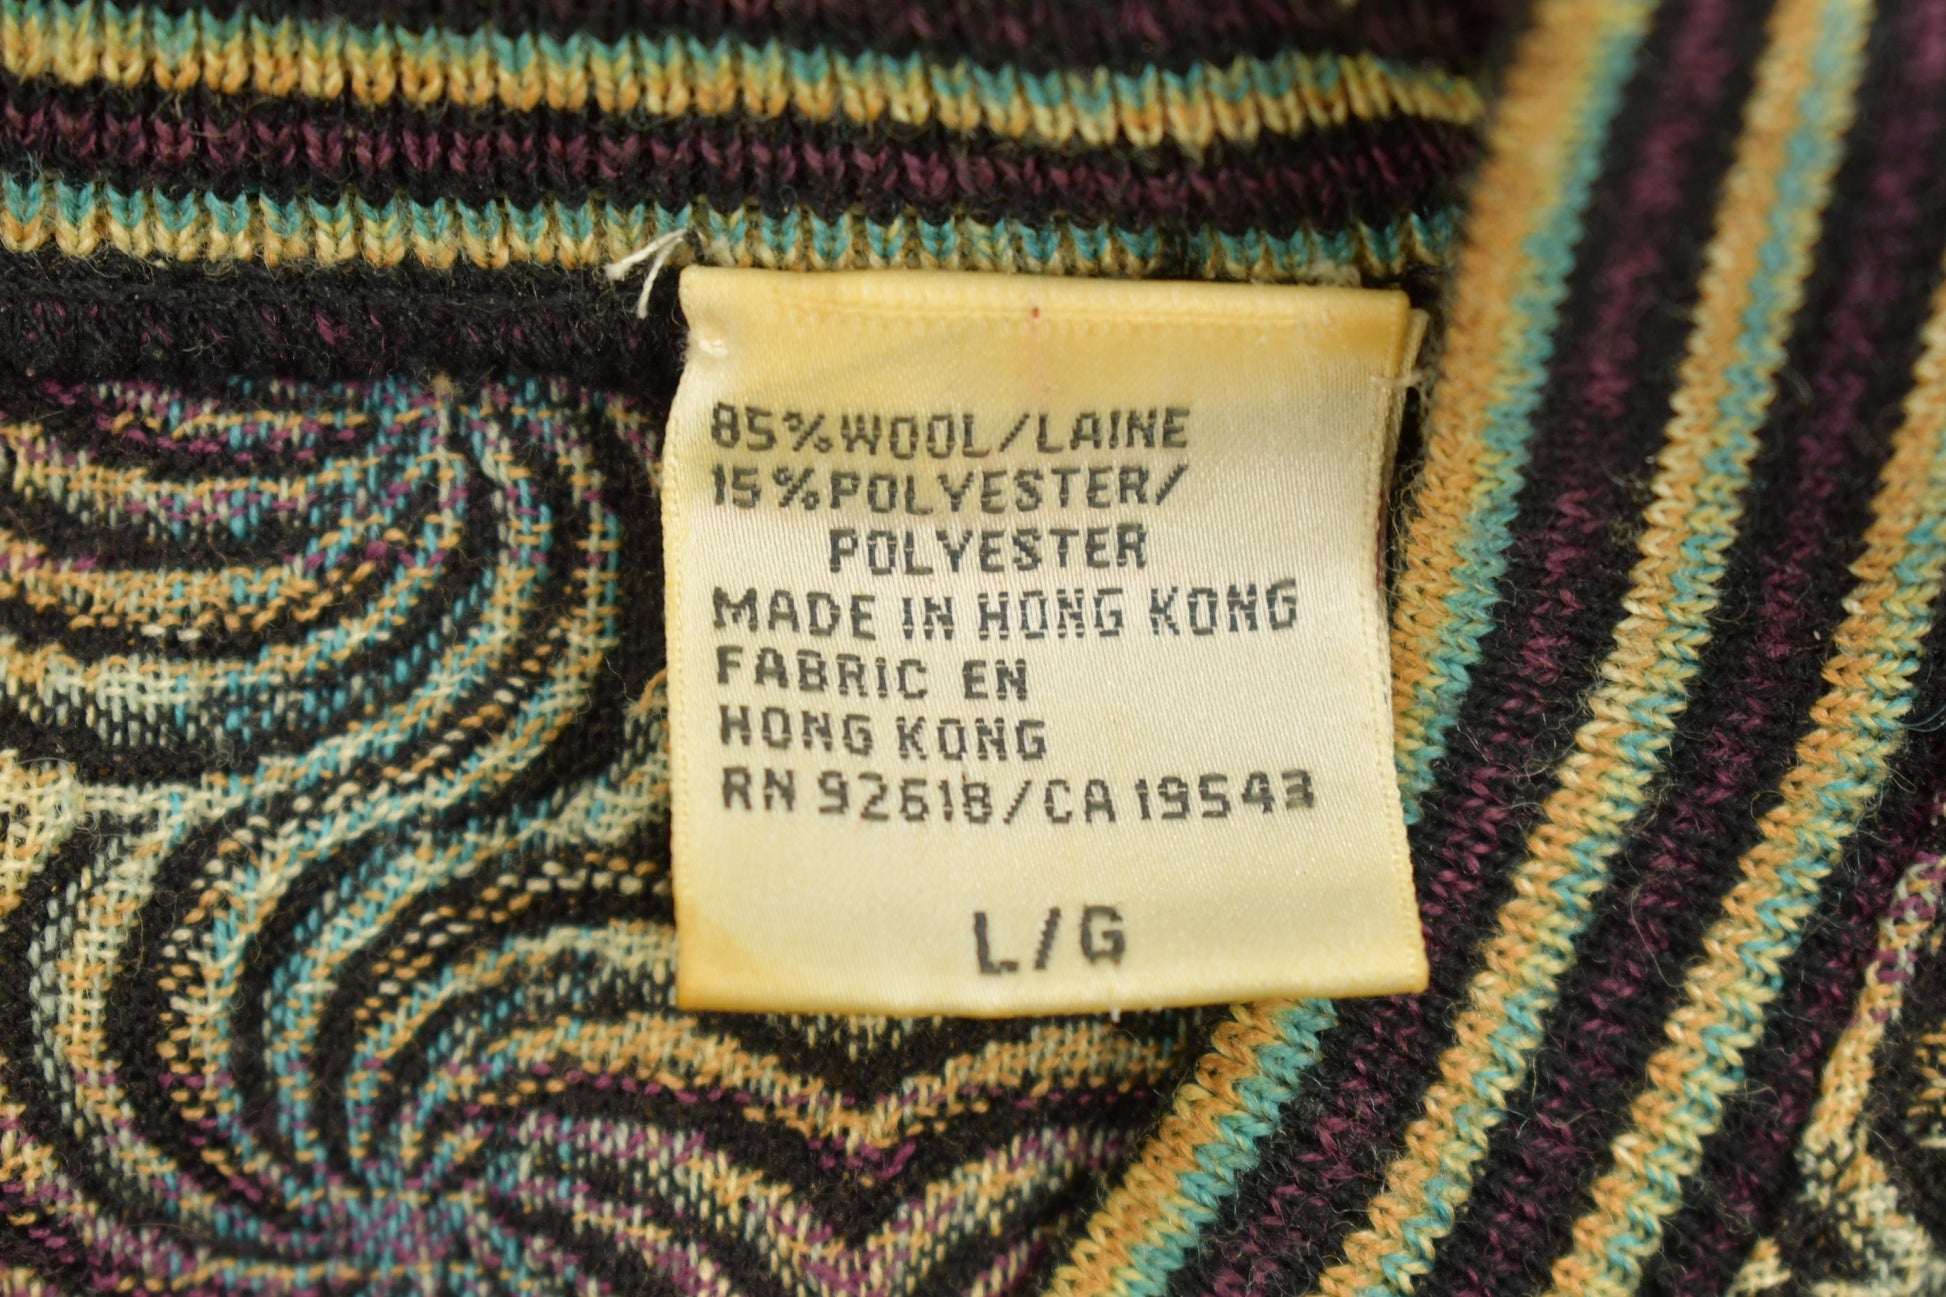 85% WOOL/LAINE
15% POLYESTER/
POLYESTER
MADE IN HONG KONG
FABRIC EN
HONG KONG
RN 92618/CA 19543
L/G